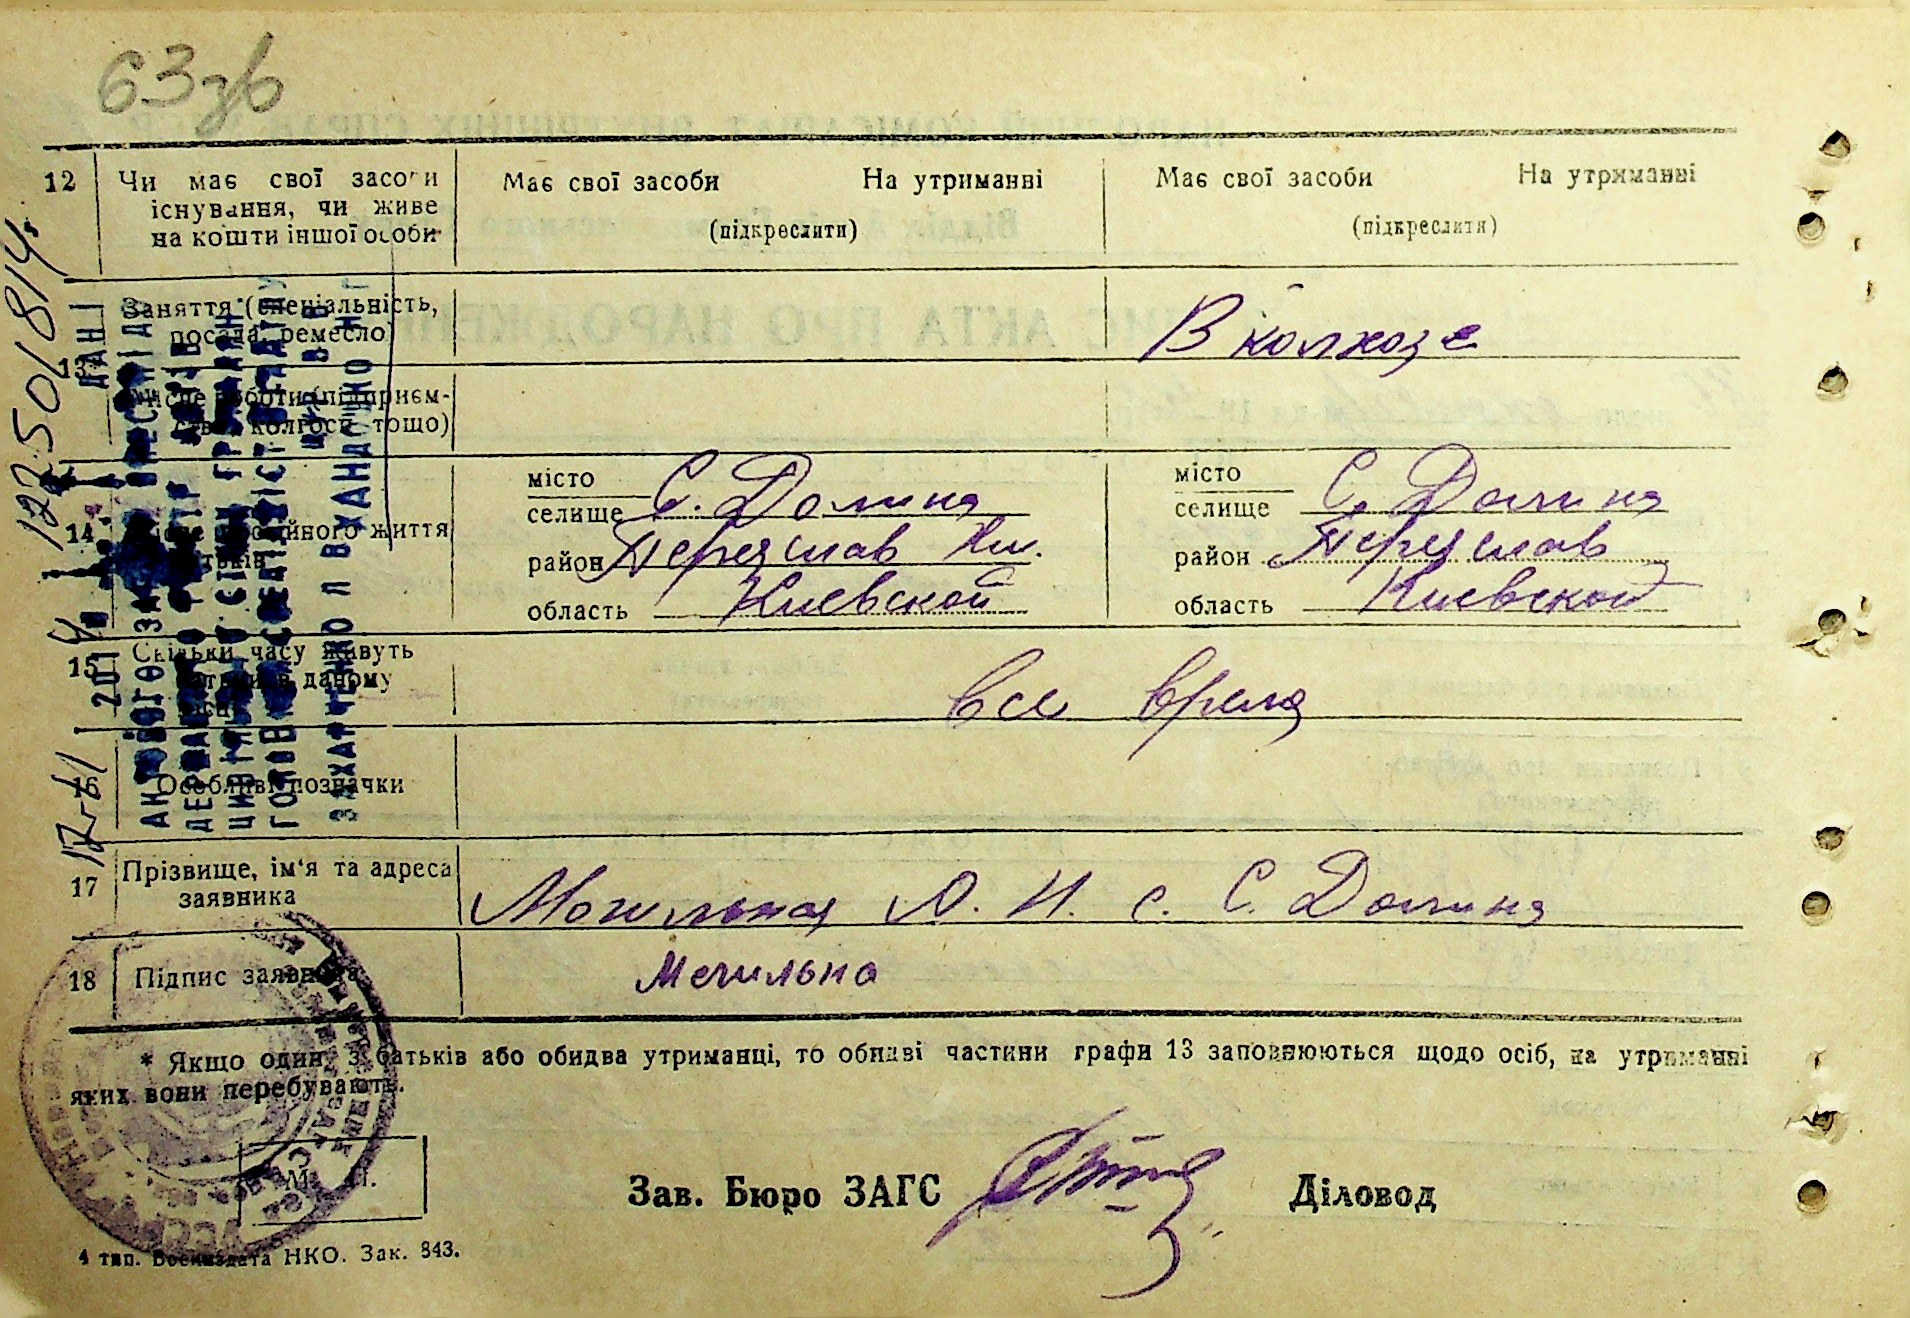 63зв
12 Чи має свої засоби Має свої засоби На утриманні Має свої засоби На утриманні
існування, чи живе (підкреслити) (підкреслити)
на кошти іншої особи
13* Заняття (спеціальність,
посада, ремесло) В колхозе
Місце роботи (підприєм-
ство, колгосп тощо)
14 Місце постійного життя батьків
місто
селище С. Долина
район Переяслав Хм.
область Киевской
місто
селище С. Долина
район Переяслав
область Киевской
15 Скільки часу живуть
батьки в даному
все время
16 Особливі позначки
17 Прізвище, ім'я та адреса
заявника Могильная О. И. с. С. Долина
18 Підпис заявника Могильна
* Якщо один з батьків або обидва утриманці, то обидві частини графи 13 заповнюються щодо осіб, на утриманні
яких вони перебувають.
М. П.
Зав. Бюро ЗАГС Діловод
4 тип. Воениздата НКО. Зак. 843.